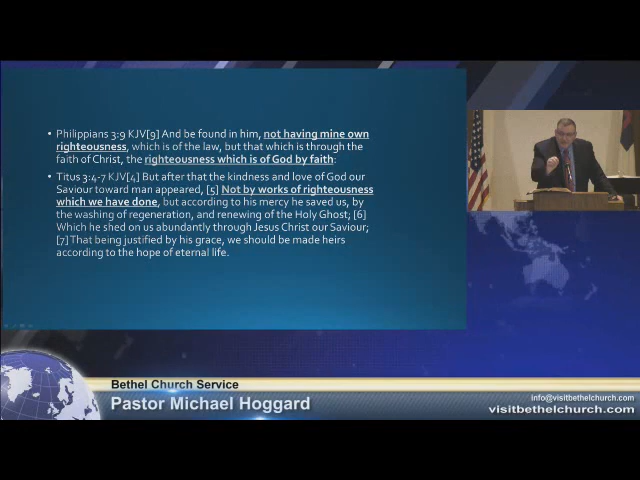 • Philippians 3:9 KJV[9] And be found in him, not having mine own
righteousness, which is of the law, but that which is through the
faith of Christ, the righteousness which is of God by faith:
• Titus 3:4-7 KJV[4] But after that the kindness and love of God our
Saviour toward man appeared, [5] Not by works of righteousness
which we have done, but according to his mercy he saved us, by
the washing of regeneration, and renewing of the Holy Ghost; [6]
Which he shed on us abundantly through Jesus Christ our Saviour;
[7] That being justified by his grace, we should be made heirs
according to the hope of eternal life.
Bethel Church Service
Pastor Michael Hoggard
info@visitbethelchurch.com
visitbethelchurch.com